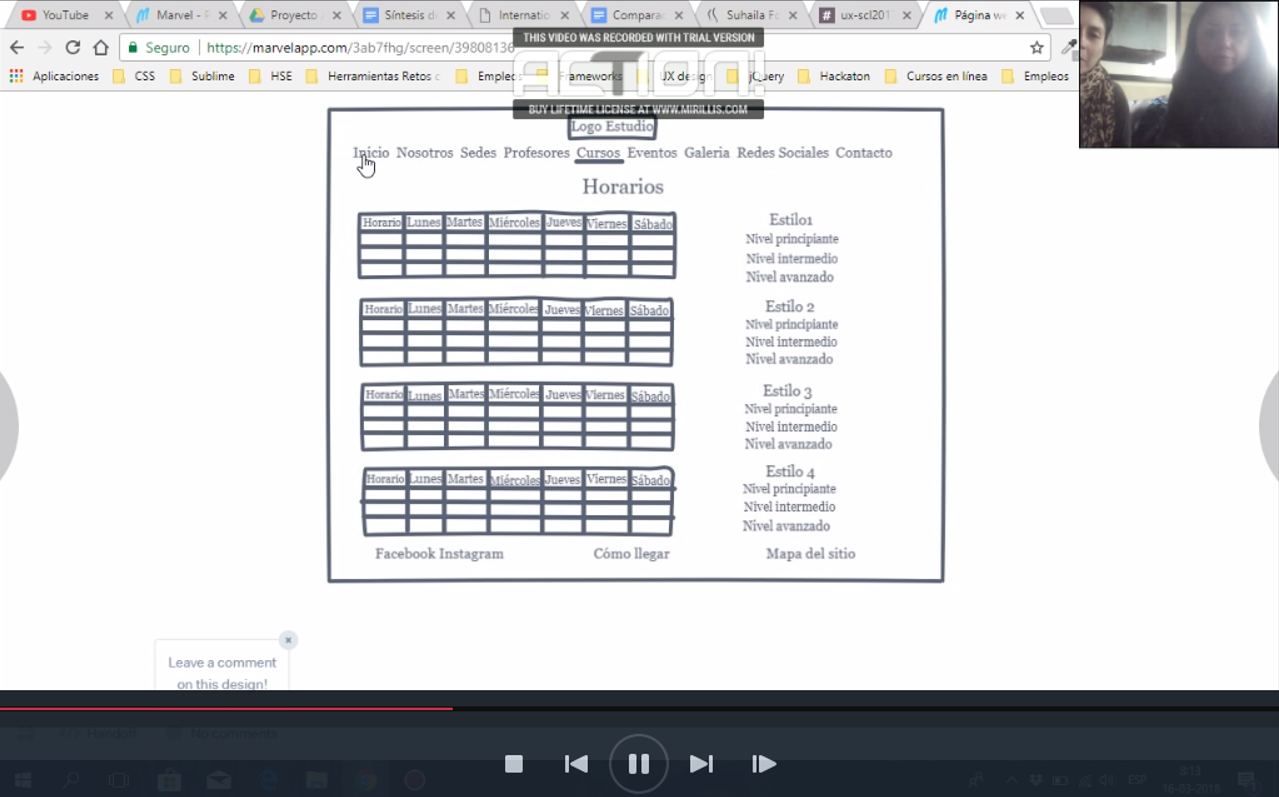 YouTube
Marvel - P
Proyecto
Síntesis de
Internatio
Compara
Suhaila Fo
ux-scl201
Página we
Seguro https://marvelapp.com/3ab7fhg/screen/39808136
THIS VIDEO WAS RECORDED WITH TRIAL VERSION
ACTION!
BUY LIFETIME LICENSE AT WWW.MIRILLIS.COM
Aplicaciones CSS Sublime HSE Herramientas Retos Empleos Frameworks UX design jQuery Hackaton Cursos en línea Empleos
Logo Estudio
Inicio Nosotros Sedes Profesores Cursos Eventos Galeria Redes Sociales Contacto
Horarios
Horario Lunes Martes Miércoles Jueves Viernes Sábado
Estilo1
Nivel principiante
Nivel intermedio
Nivel avanzado
Horario Lunes Martes Miércoles Jueves Viernes Sábado
Estilo 2
Nivel principiante
Nivel intermedio
Nivel avanzado
Horario Lunes Martes Miércoles Jueves Viernes Sábado
Estilo 3
Nivel principiante
Nivel intermedio
Nivel avanzado
Horario Lunes Martes Miércoles Jueves Viernes Sábado
Estilo 4
Nivel principiante
Nivel intermedio
Nivel avanzado
Facebook Instagram Cómo llegar Mapa del sitio
Leave a comment
on this design!
Handoff No comments
ESP
8:13
16-03-2018